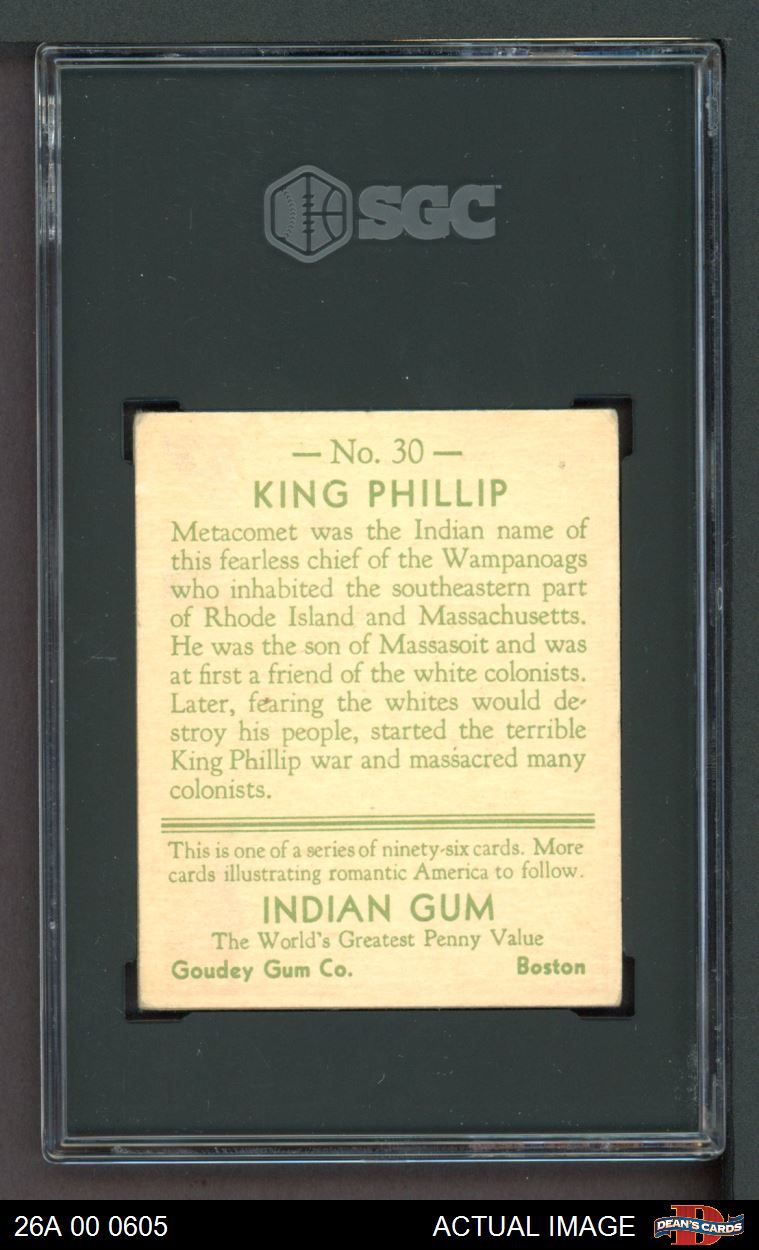 SGC
— No. 30 —
KING PHILLIP
Metacomet was the Indian name of
this fearless chief of the Wampanoags
who inhabited the southeastern part
of Rhode Island and Massachusetts.
He was the son of Massasoit and was
at first a friend of the white colonists.
Later, fearing the whites would de-
stroy his people, started the terrible
King Phillip war and massacred many
colonists.
This is one of a series of ninety-six cards. More
cards illustrating romantic America to follow.
INDIAN GUM
The World's Greatest Penny Value
Goudey Gum Co. Boston
26A 00 0605 ACTUAL IMAGE DEAN'S CARDS